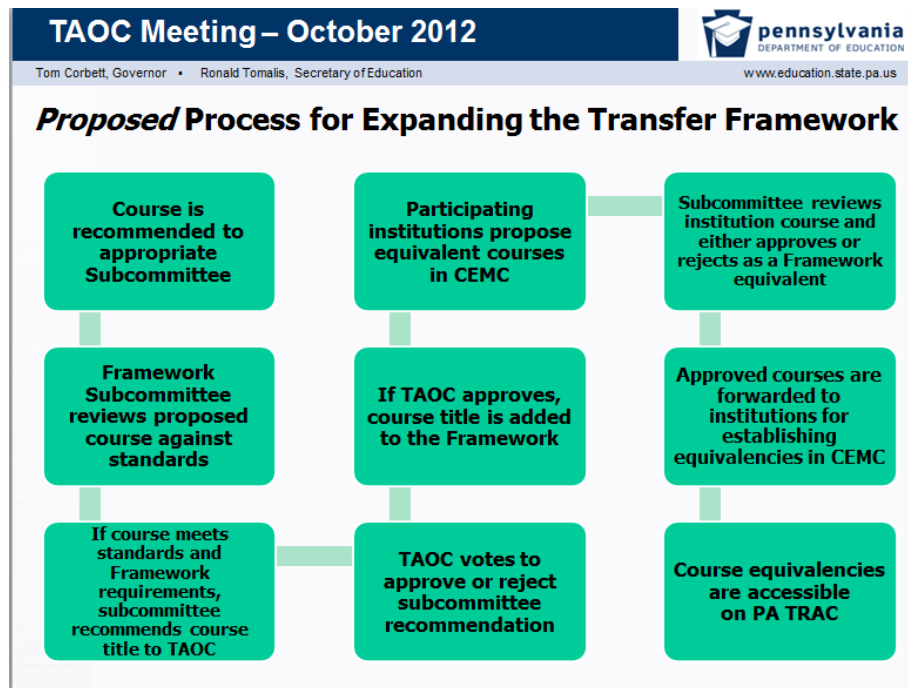 TAOC Meeting – October 2012
pennsylvania
DEPARTMENT OF EDUCATION
Tom Corbett, Governor ▪ Ronald Tomalis, Secretary of Education
www.education.state.pa.us
Proposed Process for Expanding the Transfer Framework
Course is
recommended to
appropriate
Subcommittee
Framework
Subcommittee
reviews proposed
course against
standards
If course meets
standards and
Framework
requirements,
subcommittee
recommends course
title to TAOC
TAOC votes to
approve or reject
subcommittee
recommendation
If TAOC approves,
course title is added
to the Framework
Participating
institutions propose
equivalent courses
in CEMC
Subcommittee reviews
institution course and
either approves or
rejects as a Framework
equivalent
Approved courses are
forwarded to
institutions for
establishing
equivalencies in CEMC
Course equivalencies
are accessible
on PA TRAC